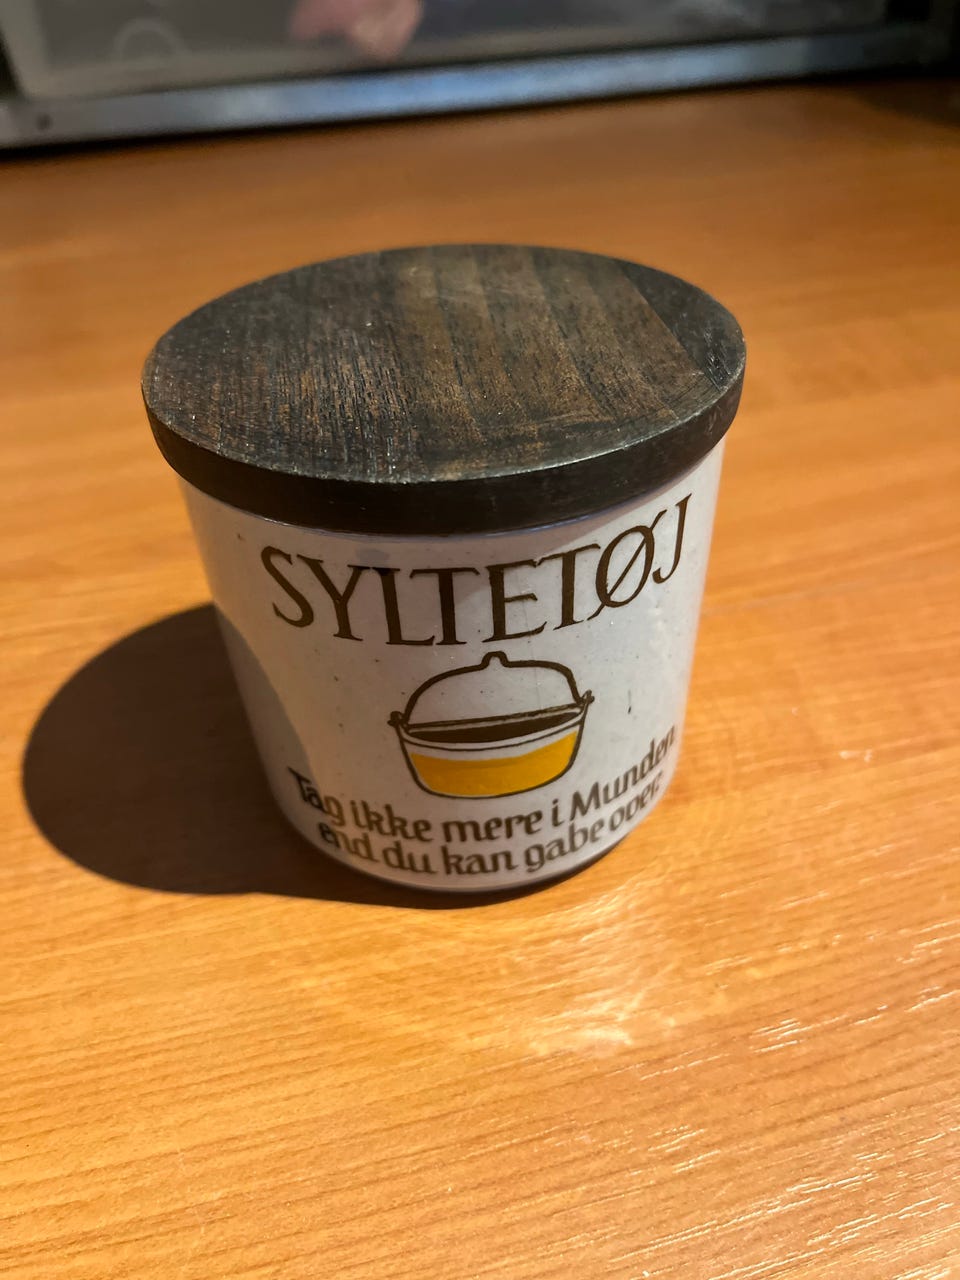 SYLTETØJ
Tag ikke mere i Munden
end du kan gabe over.